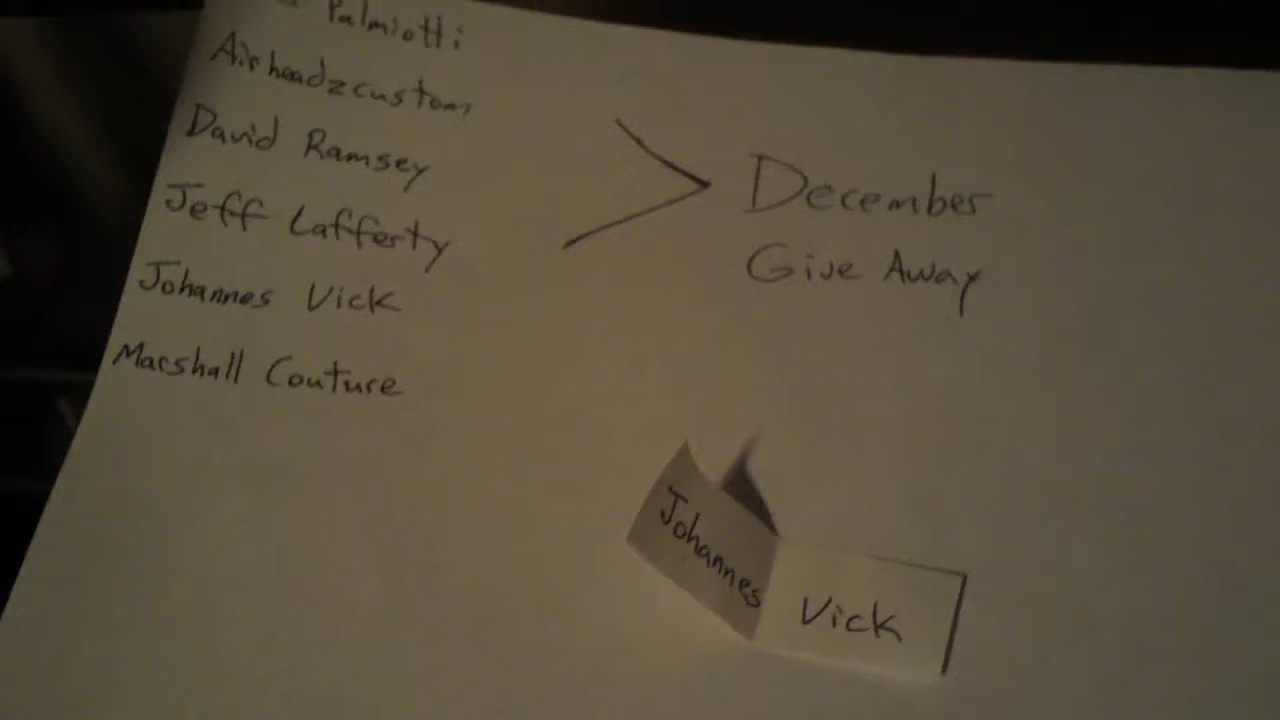 Palmiotti
Airheadzcustom
David Ramsey
Jeff Lafferty
Johannes Vick
Marshall Couture
December
Give Away
Johannes Vick